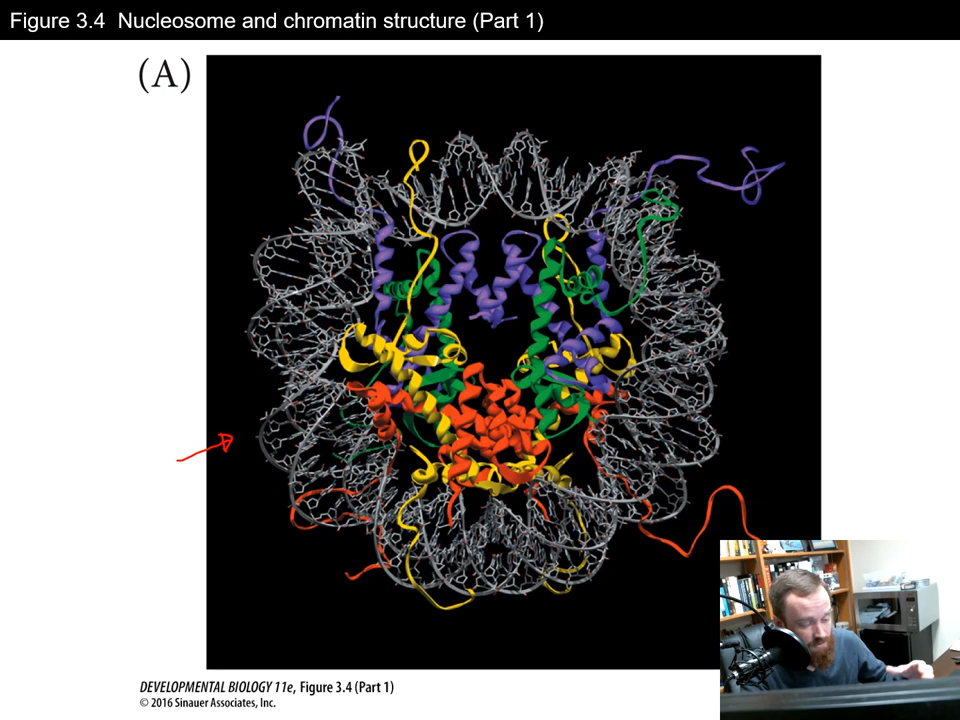 Figure 3.4 Nucleosome and chromatin structure (Part 1)
(A)
DEVELOPMENTAL BIOLOGY 11e, Figure 3.4 (Part 1)
© 2016 Sinauer Associates, Inc.